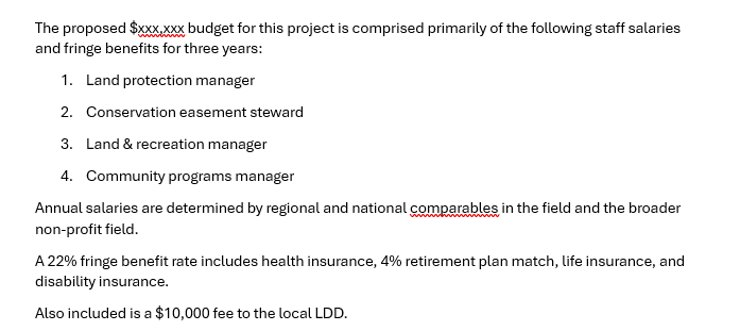 The proposed $xxx,xxx budget for this project is comprised primarily of the following staff salaries
and fringe benefits for three years:
1. Land protection manager
2. Conservation easement steward
3. Land & recreation manager
4. Community programs manager
Annual salaries are determined by regional and national comparables in the field and the broader
non-profit field.
A 22% fringe benefit rate includes health insurance, 4% retirement plan match, life insurance, and
disability insurance.
Also included is a $10,000 fee to the local LDD.